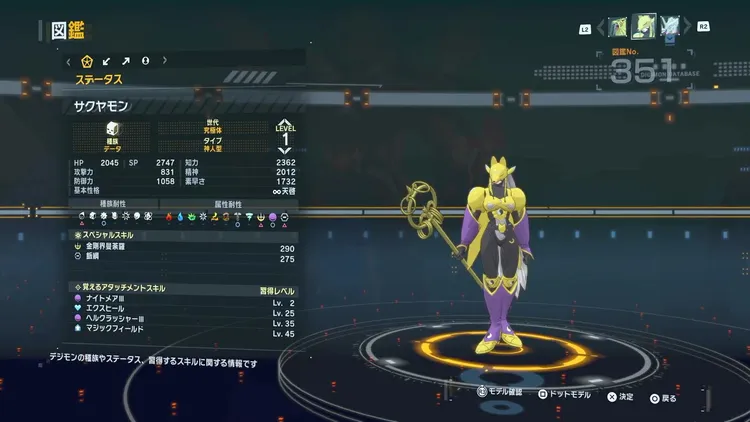 図鑑
L2
R2
図鑑No.
351
DIGIMON DATABASE
ステータス
サクヤモン
種族
データ
世代
究極体
タイプ
神人型
LEVEL
1
HP 2045 SP 2747 知力 2362
攻撃力 831 精神 2012
防御力 1058 素早さ 1732
基本性格 天啓
種族耐性 属性耐性
スペシャルスキル
金剛界曼荼羅 290
飯綱 275
覚えるアタッチメントスキル 習得レベル
ナイトメアIII Lv. 2
エクスヒール Lv. 25
ヘルクラッシャーIII Lv. 35
マジックフィールド Lv. 45
デジモンの種族やステータス、習得するスキルに関する情報です
R3 モデル確認 ドットモデル 決定 戻る